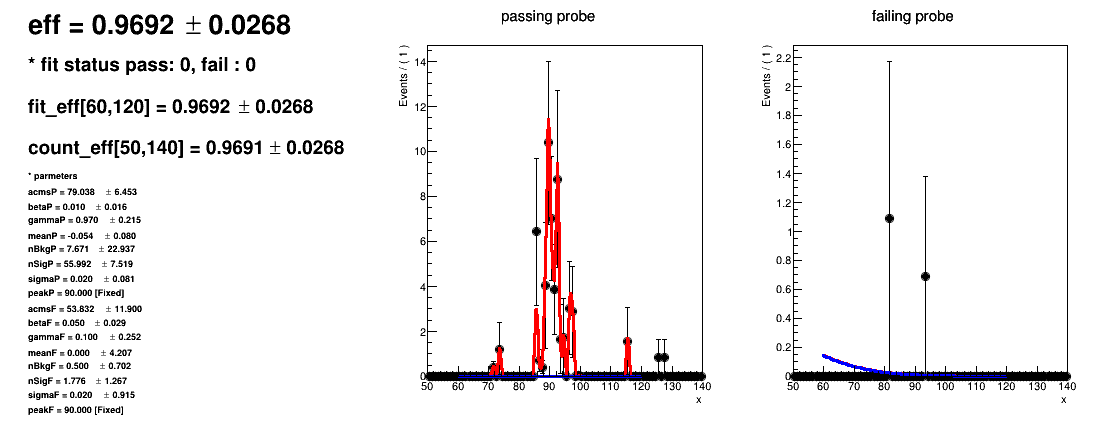 eff = 0.9692 ± 0.0268
* fit status pass: 0, fail : 0
fit_eff[60,120] = 0.9692 ± 0.0268
count_eff[50,140] = 0.9691 ± 0.0268
* parmeters
acmsP = 79.038 ± 6.453
betaP = 0.010 ± 0.016
gammaP = 0.970 ± 0.215
meanP = -0.054 ± 0.080
nBkgP = 7.671 ± 22.937
nSigP = 55.992 ± 7.519
sigmaP = 0.020 ± 0.081
peakP = 90.000 [Fixed]
acmsF = 53.832 ± 11.900
betaF = 0.050 ± 0.029
gammaF = 0.100 ± 0.252
meanF = 0.000 ± 4.207
nBkgF = 0.500 ± 0.702
nSigF = 1.776 ± 1.267
sigmaF = 0.020 ± 0.915
peakF = 90.000 [Fixed]
passing probe
Events / ( 1 )
14
12
10
8
6
4
2
0
50 60 70 80 90 100 110 120 130 140
x
failing probe
Events / ( 1 )
2.2
2
1.8
1.6
1.4
1.2
1
0.8
0.6
0.4
0.2
0
50 60 70 80 90 100 110 120 130 140
x